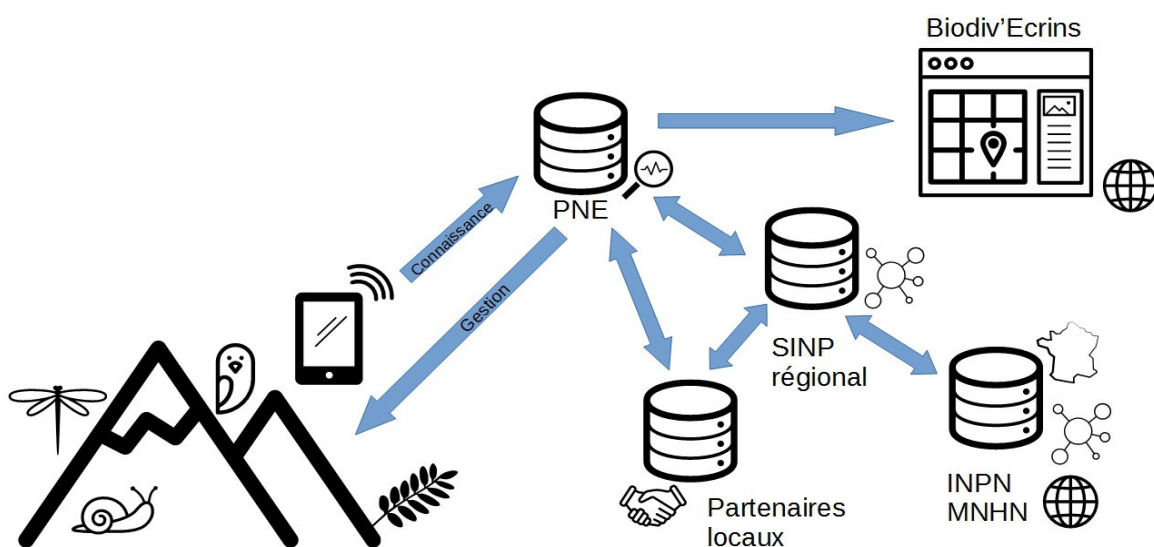 Biodiv'Ecrins
PNE
Connaissance
Gestion
SINP
régional
Partenaires
locaux
INPN
MNHN